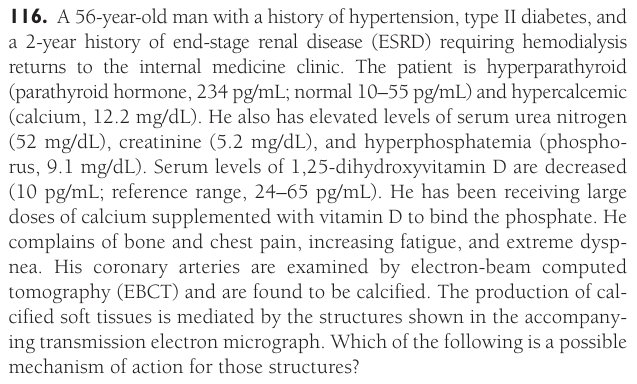 116. A 56-year-old man with a history of hypertension, type II diabetes, and
a 2-year history of end-stage renal disease (ESRD) requiring hemodialysis
returns to the internal medicine clinic. The patient is hyperparathyroid
(parathyroid hormone, 234 pg/mL; normal 10–55 pg/mL) and hypercalcemic
(calcium, 12.2 mg/dL). He also has elevated levels of serum urea nitrogen
(52 mg/dL), creatinine (5.2 mg/dL), and hyperphosphatemia (phospho-
rus, 9.1 mg/dL). Serum levels of 1,25-dihydroxyvitamin D are decreased
(10 pg/mL; reference range, 24–65 pg/mL). He has been receiving large
doses of calcium supplemented with vitamin D to bind the phosphate. He
complains of bone and chest pain, increasing fatigue, and extreme dysp-
nea. His coronary arteries are examined by electron-beam computed
tomography (EBCT) and are found to be calcified. The production of cal-
cified soft tissues is mediated by the structures shown in the accompany-
ing transmission electron micrograph. Which of the following is a possible
mechanism of action for those structures?